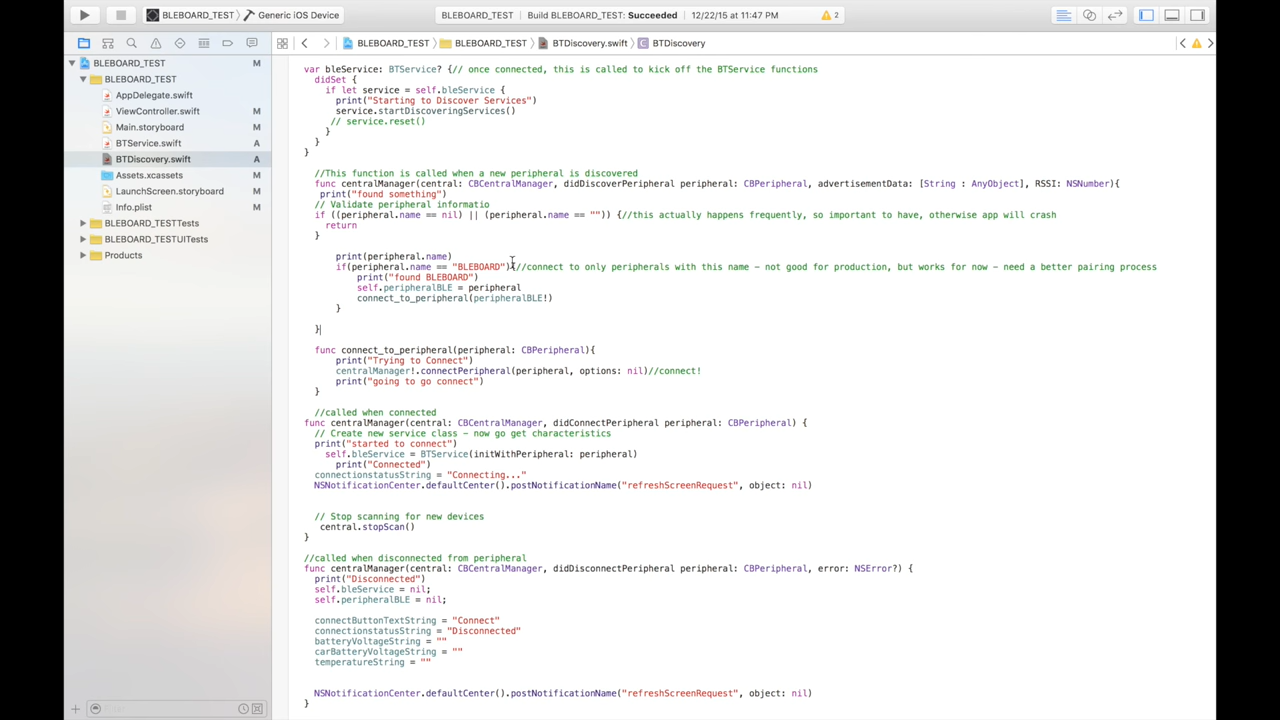 BLEBOARD_TEST Generic iOS Device BLEBOARD_TEST Build BLEBOARD_TEST: Succeeded 12/22/15 at 11:47 PM 2
BLEBOARD_TEST BLEBOARD_TEST BTDiscovery.swift BTDiscovery
BLEBOARD_TEST M
BLEBOARD_TEST
AppDelegate.swift
ViewController.swift M
Main.storyboard M
BTService.swift A
BTDiscovery.swift A
Assets.xcassets M
LaunchScreen.storyboard M
Info.plist M
BLEBOARD_TESTTests
BLEBOARD_TESTUITests
Products
var bleService: BTService? {// once connected, this is called to kick off the BTService functions
didSet {
if let service = self.bleService {
print("Starting to Discover Services")
service.startDiscoveringServices()
// service.reset()
}
}
}
//This function is called when a new peripheral is discovered
func centralManager(central: CBCentralManager, didDiscoverPeripheral peripheral: CBPeripheral, advertisementData: [String : AnyObject], RSSI: NSNumber){
print("found something")
// Validate peripheral informatio
if ((peripheral.name == nil) || (peripheral.name == "")) {//this actually happens frequently, so important to have, otherwise app will crash
return
}
print(peripheral.name)
if(peripheral.name == "BLEBOARD"){//connect to only peripherals with this name - not good for production, but works for now - need a better pairing process
print("found BLEBOARD")
self.peripheralBLE = peripheral
connect_to_peripheral(peripheralBLE!)
}
}
func connect_to_peripheral(peripheral: CBPeripheral){
print("Trying to Connect")
centralManager!.connectPeripheral(peripheral, options: nil)//connect!
print("going to go connect")
}
//called when connected
func centralManager(central: CBCentralManager, didConnectPeripheral peripheral: CBPeripheral) {
// Create new service class - now go get characteristics
print("started to connect")
self.bleService = BTService(initWithPeripheral: peripheral)
print("Connected")
connectionstatusString = "Connecting..."
NSNotificationCenter.defaultCenter().postNotificationName("refreshScreenRequest", object: nil)
// Stop scanning for new devices
central.stopScan()
}
//called when disconnected from peripheral
func centralManager(central: CBCentralManager, didDisconnectPeripheral peripheral: CBPeripheral, error: NSError?) {
print("Disconnected")
self.bleService = nil;
self.peripheralBLE = nil;
connectButtonTextString = "Connect"
connectionstatusString = "Disconnected"
batteryVoltageString = ""
carBatteryVoltageString = ""
temperatureString = ""
NSNotificationCenter.defaultCenter().postNotificationName("refreshScreenRequest", object: nil)
}